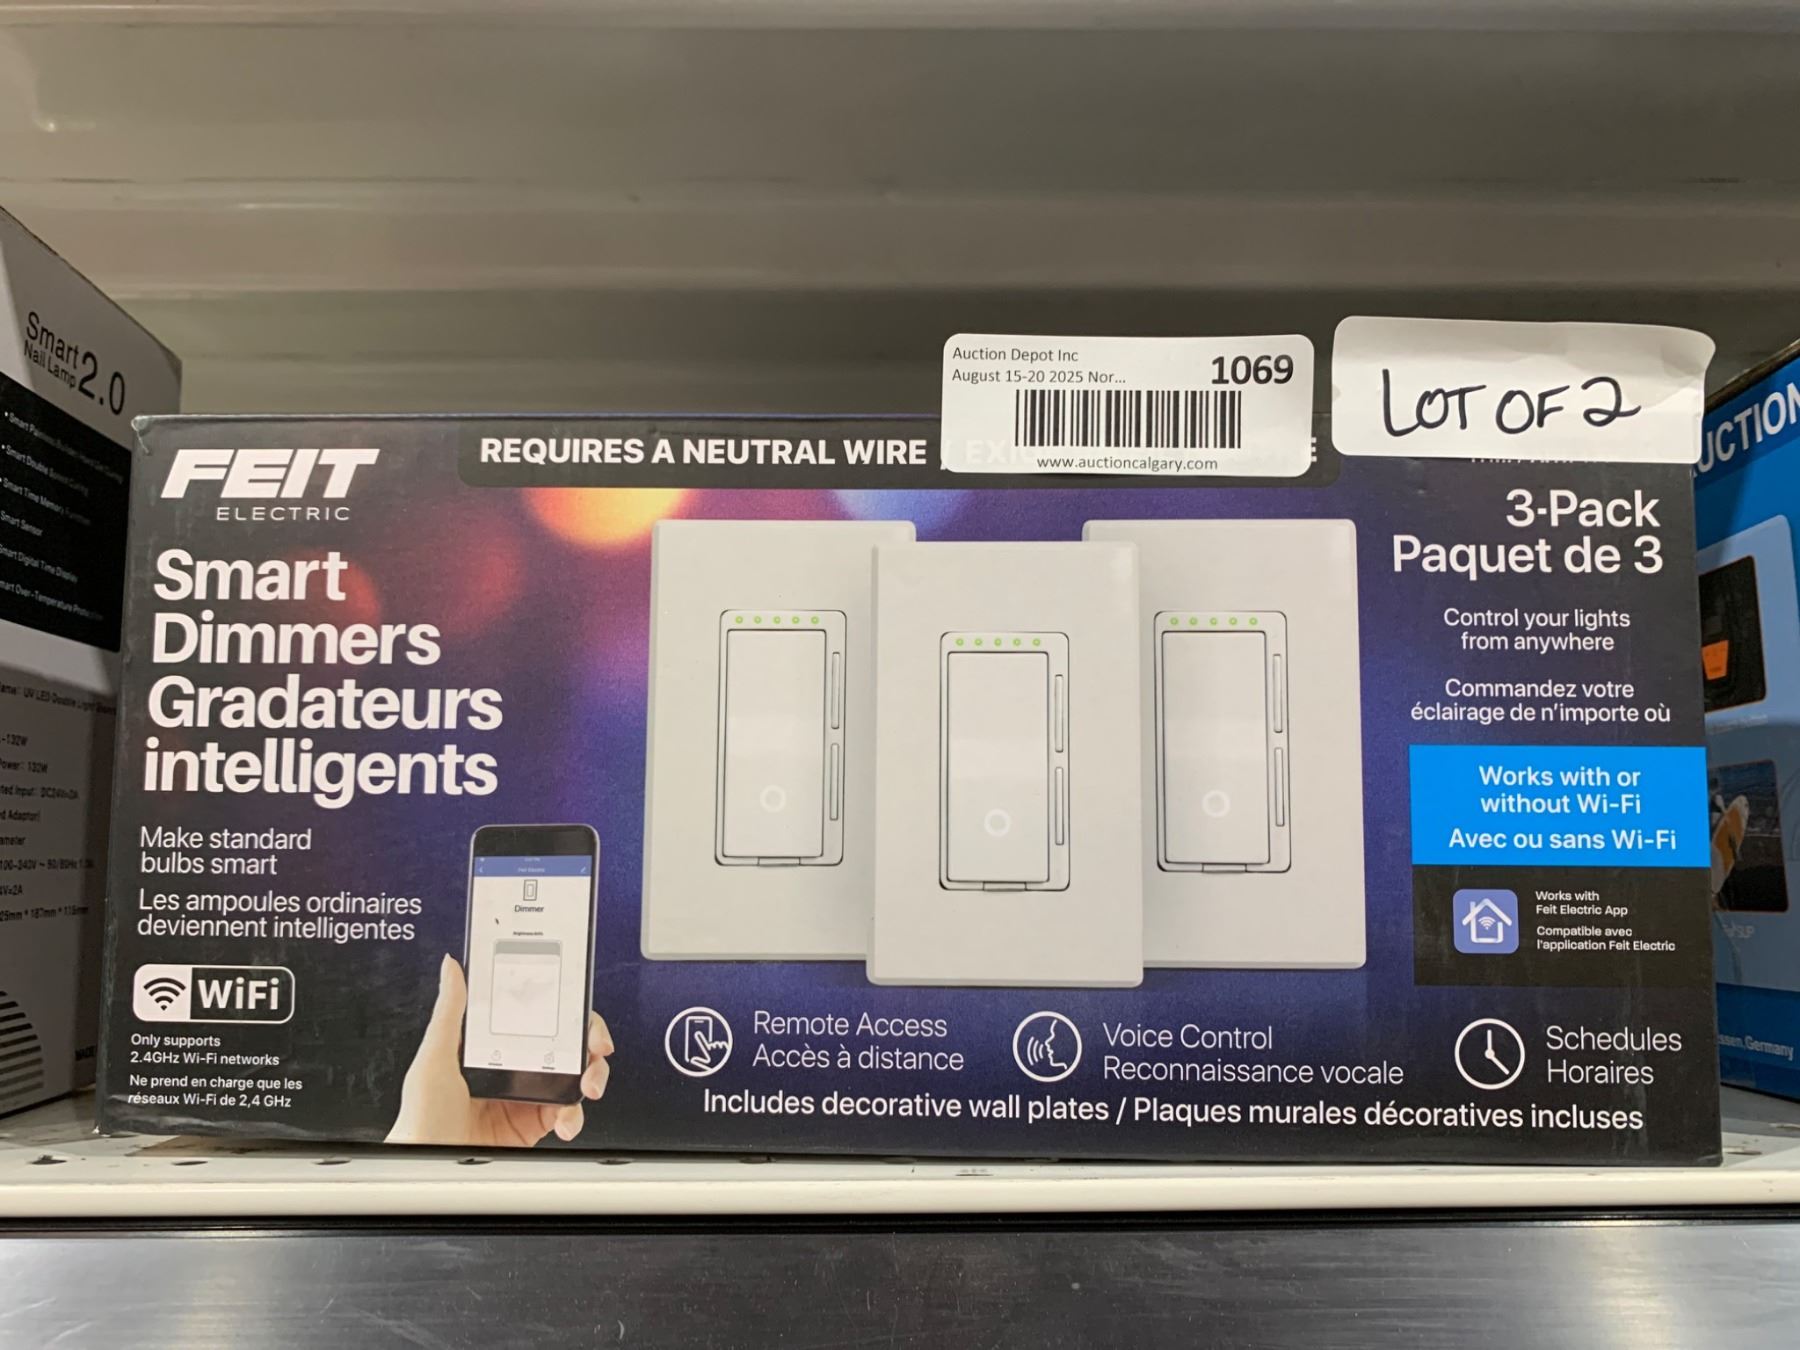 Smart
Nail Lamp 2.0
Auction Depot Inc
August 15-20 2025 Nor...
1069
www.auctioncalgary.com
LOT OF 2
REQUIRES A NEUTRAL WIRE /
FEIT
ELECTRIC
Smart
Dimmers
Gradateurs
intelligents
Make standard
bulbs smart
Les ampoules ordinaires
deviennent intelligentes
WiFi
Only supports
2.4GHz Wi-Fi networks
Ne prend en charge que les
réseaux Wi-Fi de 2,4 GHz
Dimmer
3-Pack
Paquet de 3
Control your lights
from anywhere
Commandez votre
éclairage de n'importe où
Works with or
without Wi-Fi
Avec ou sans Wi-Fi
Works with
Feit Electric App
Compatible avec
l'application Feit Electric
Remote Access
Accès à distance
Voice Control
Reconnaissance vocale
Schedules
Horaires
Includes decorative wall plates / Plaques murales décoratives incluses
• Smart Sensor